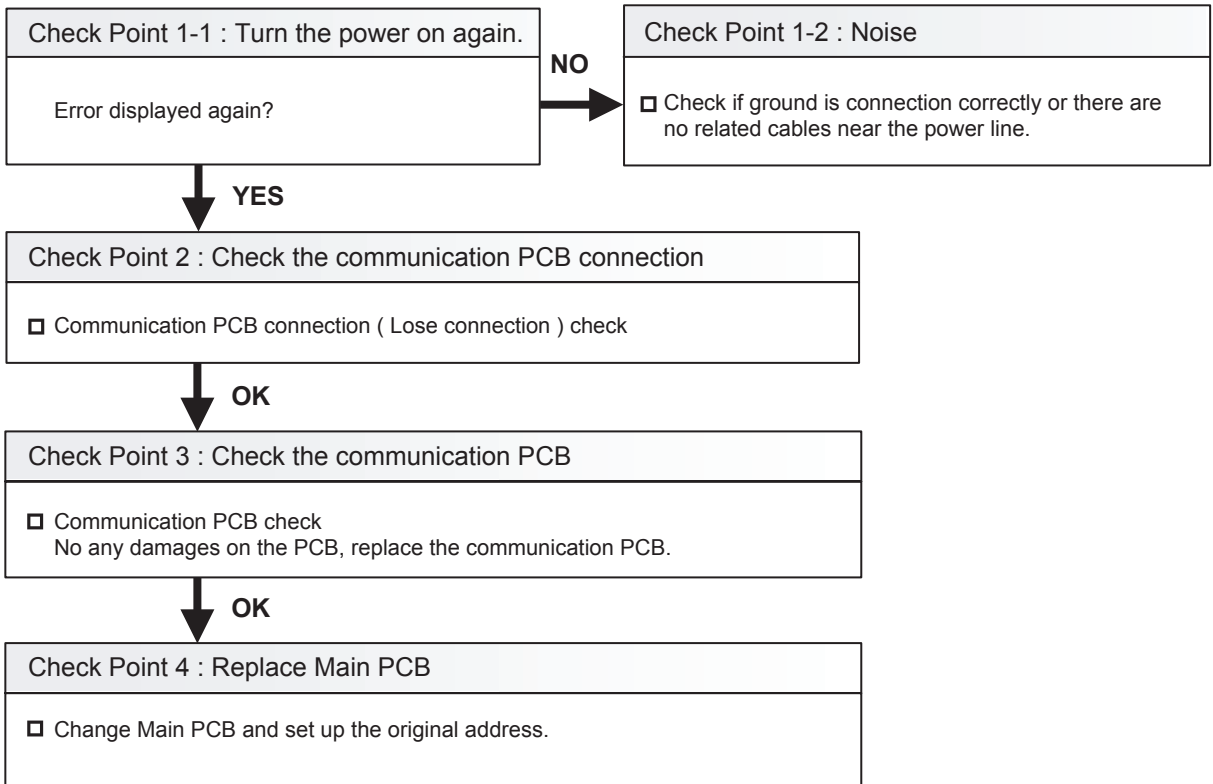 Check Point 1-1 : Turn the power on again.
Error displayed again?
NO
Check Point 1-2 : Noise
Check if ground is connection correctly or there are
no related cables near the power line.
YES
Check Point 2 : Check the communication PCB connection
Communication PCB connection ( Lose connection ) check
OK
Check Point 3 : Check the communication PCB
Communication PCB check
No any damages on the PCB, replace the communication PCB.
OK
Check Point 4 : Replace Main PCB
Change Main PCB and set up the original address.